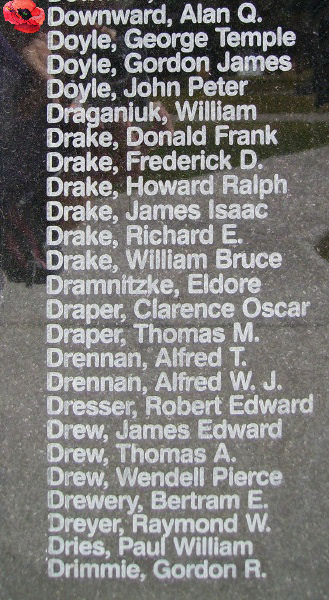 Downward, Alan Q.
Doyle, George Temple
Doyle, Gordon James
Doyle, John Peter
Draganiuk, William
Drake, Donald Frank
Drake, Frederick D.
Drake, Howard Ralph
Drake, James Isaac
Drake, Richard E.
Drake, William Bruce
Dramnitzke, Eldore
Draper, Clarence Oscar
Draper, Thomas M.
Drennan, Alfred T.
Drennan, Alfred W. J.
Dresser, Robert Edward
Drew, James Edward
Drew, Thomas A.
Drew, Wendell Pierce
Drewery, Bertram E.
Dreyer, Raymond W.
Dries, Paul William
Drimmie, Gordon R.